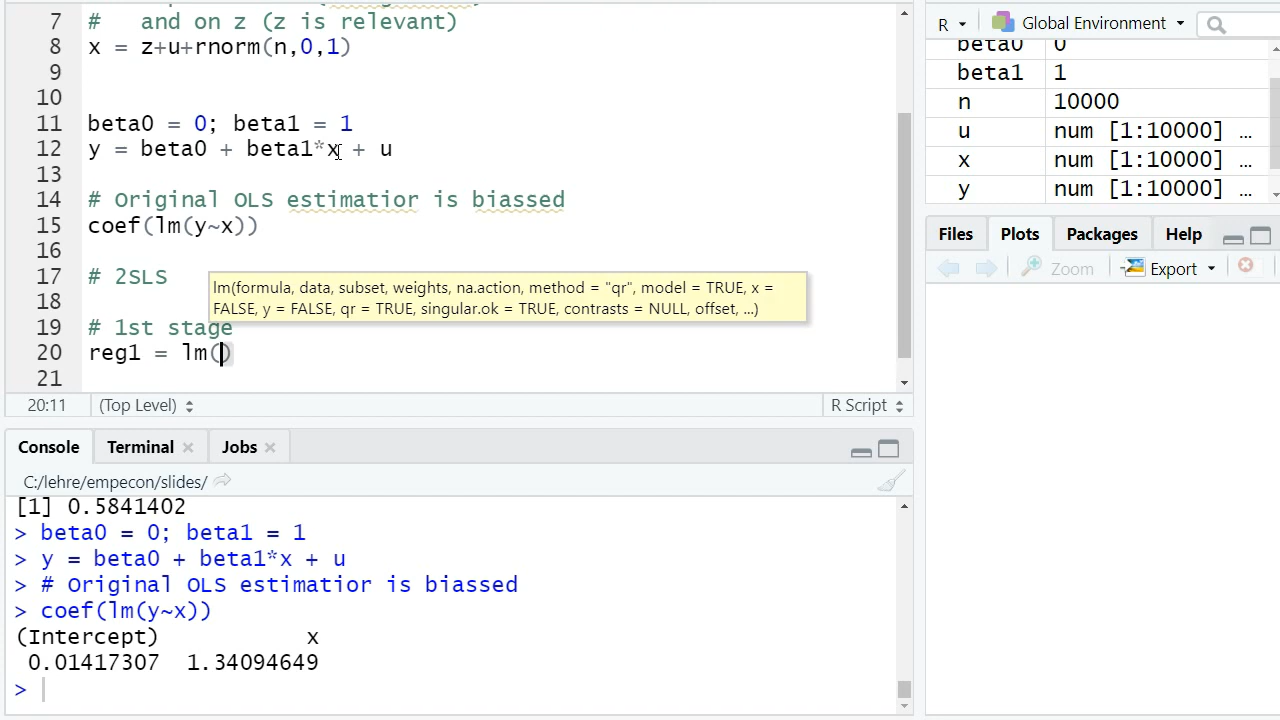 7 #   and on z (z is relevant)
8 x = z+u+rnorm(n,0,1)
9
10
11 beta0 = 0; beta1 = 1
12 y = beta0 + beta1*x + u
13
14 # Original OLS estimatior is biassed
15 coef(lm(y~x))
16
17 # 2SLS
lm(formula, data, subset, weights, na.action, method = "qr", model = TRUE, x =
FALSE, y = FALSE, qr = TRUE, singular.ok = TRUE, contrasts = NULL, offset, ...)
18
19 # 1st stage
20 reg1 = lm()
21
20:11 (Top Level) R Script
Console Terminal Jobs
C:/lehre/empecon/slides/
[1] 0.5841402
> beta0 = 0; beta1 = 1
> y = beta0 + beta1*x + u
> # Original OLS estimatior is biassed
> coef(lm(y~x))
(Intercept) x
0.01417307 1.34094649
>
R Global Environment
beta0 0
beta1 1
n 10000
u num [1:10000] ...
x num [1:10000] ...
y num [1:10000] ...
Files Plots Packages Help
Zoom Export